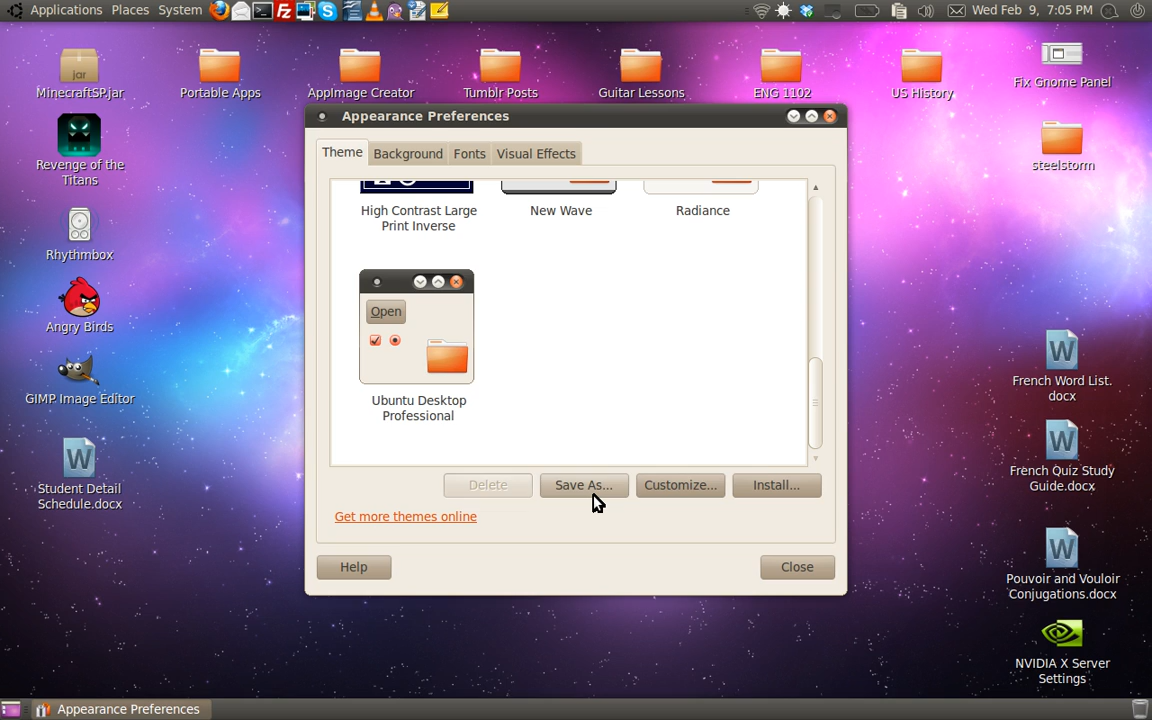 Applications Places System
Wed Feb 9, 7:05 PM
jar
MinecraftSP.jar
Portable Apps
AppImage Creator
Tumblr Posts
Guitar Lessons
ENG 1102
US History
Fix Gnome Panel
Revenge of the
Titans
steelstorm
Rhythmbox
Angry Birds
GIMP Image Editor
Student Detail
Schedule.docx
Appearance Preferences
Theme Background Fonts Visual Effects
High Contrast Large
Print Inverse
New Wave
Radiance
Open
Ubuntu Desktop
Professional
Delete Save As... Customize... Install...
Get more themes online
Help Close
W
French Word List.
docx
W
French Quiz Study
Guide.docx
W
Pouvoir and Vouloir
Conjugations.docx
NVIDIA X Server
Settings
W
Appearance Preferences